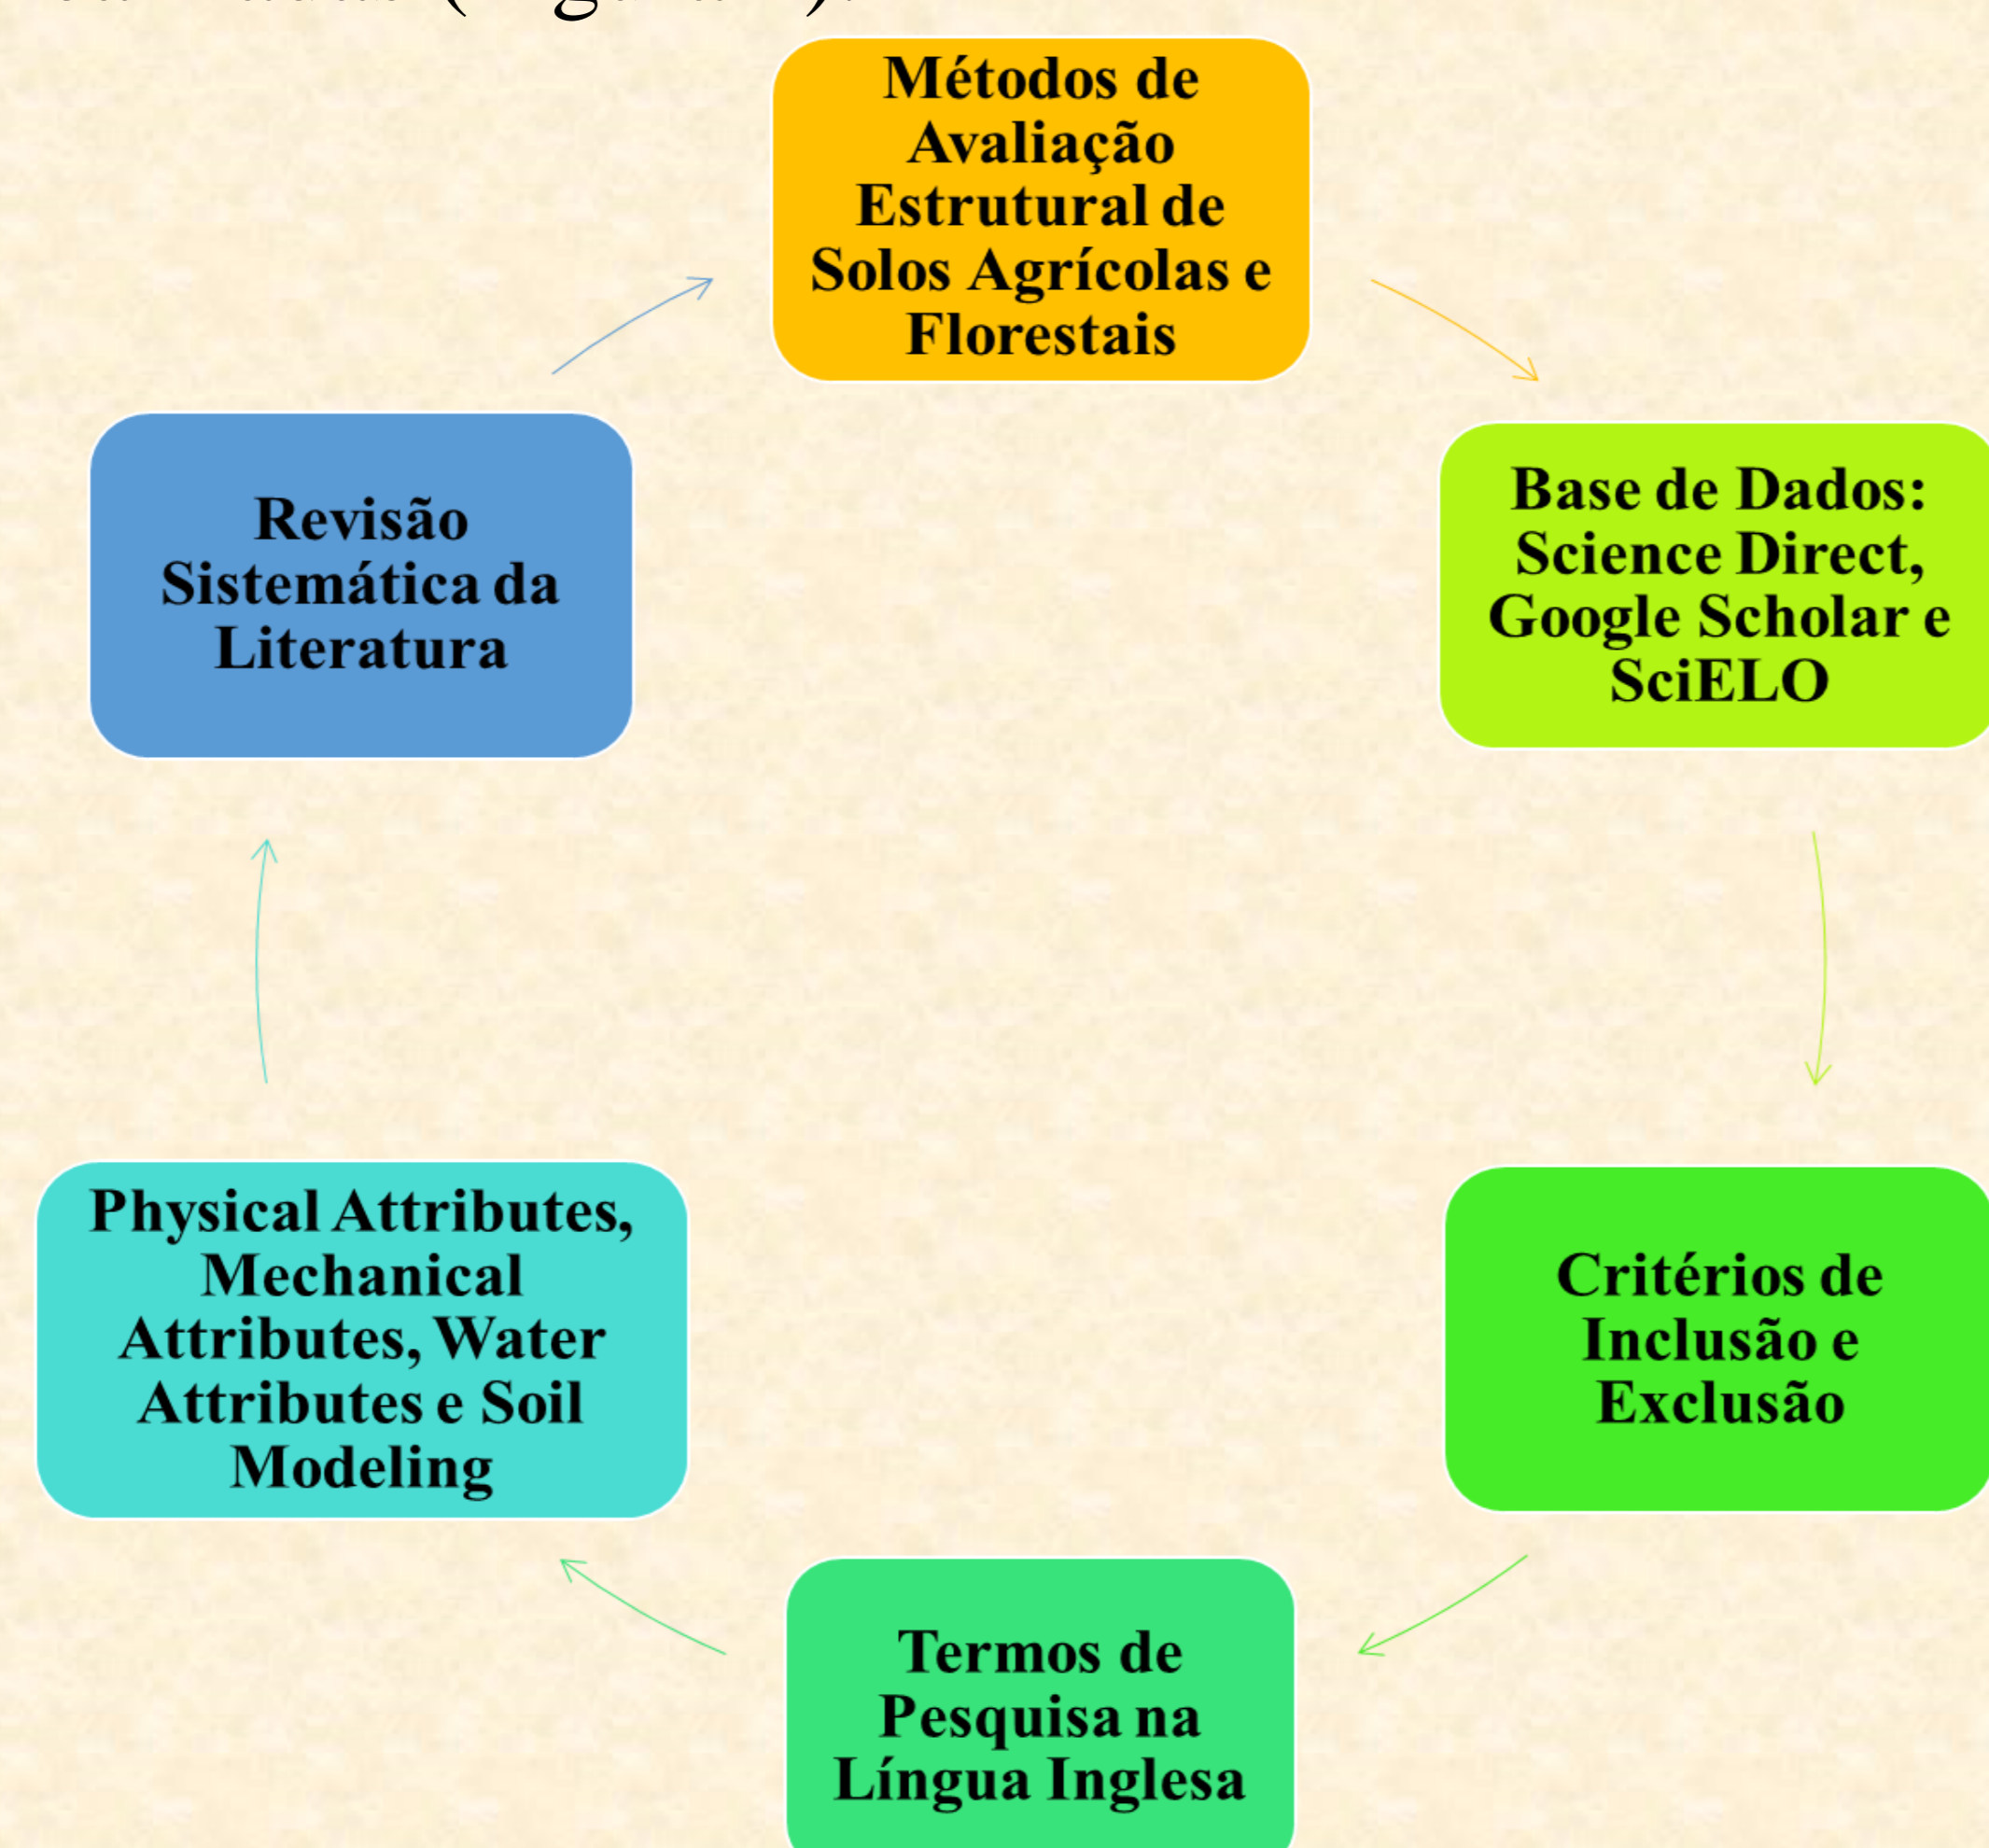 Métodos de
Avaliação
Estrutural de
Solos Agrícolas e
Florestais
Base de Dados:
Science Direct,
Google Scholar e
SciELO
Critérios de
Inclusão e
Exclusão
Termos de
Pesquisa na
Língua Inglesa
Physical Attributes,
Mechanical
Attributes, Water
Attributes e Soil
Modeling
Revisão
Sistemática da
Literatura